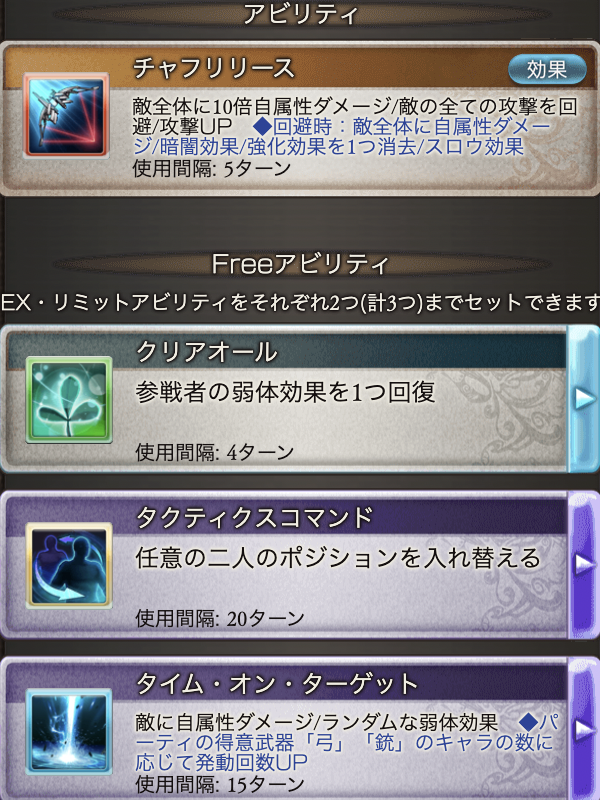 アビリティ
チャフリリース
効果
敵全体に10倍自属性ダメージ/敵の全ての攻撃を回
避/攻撃UP ◆回避時：敵全体に自属性ダメー
ジ/暗闇効果/強化効果を1つ消去/スロウ効果
使用間隔: 5ターン
Freeアビリティ
EX・リミットアビリティをそれぞれ2つ(計3つ)までセットできます
クリアオール
参戦者の弱体効果を1つ回復
使用間隔: 4ターン
タクティクスコマンド
任意の二人のポジションを入れ替える
使用間隔: 20ターン
タイム・オン・ターゲット
敵に自属性ダメージ/ランダムな弱体効果 ◆パ
ーティの得意武器「弓」「銃」のキャラの数に
応じて発動回数UP
使用間隔: 15ターン